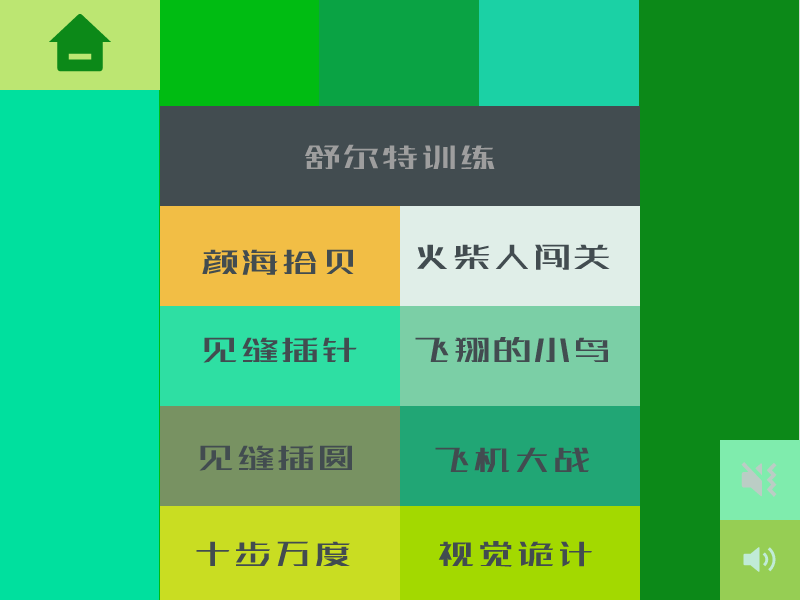 舒尔特训练
颜海拾贝 火柴人闯关
见缝插针 飞翔的小鸟
见缝插圆 飞机大战
十步万度 视觉诡计